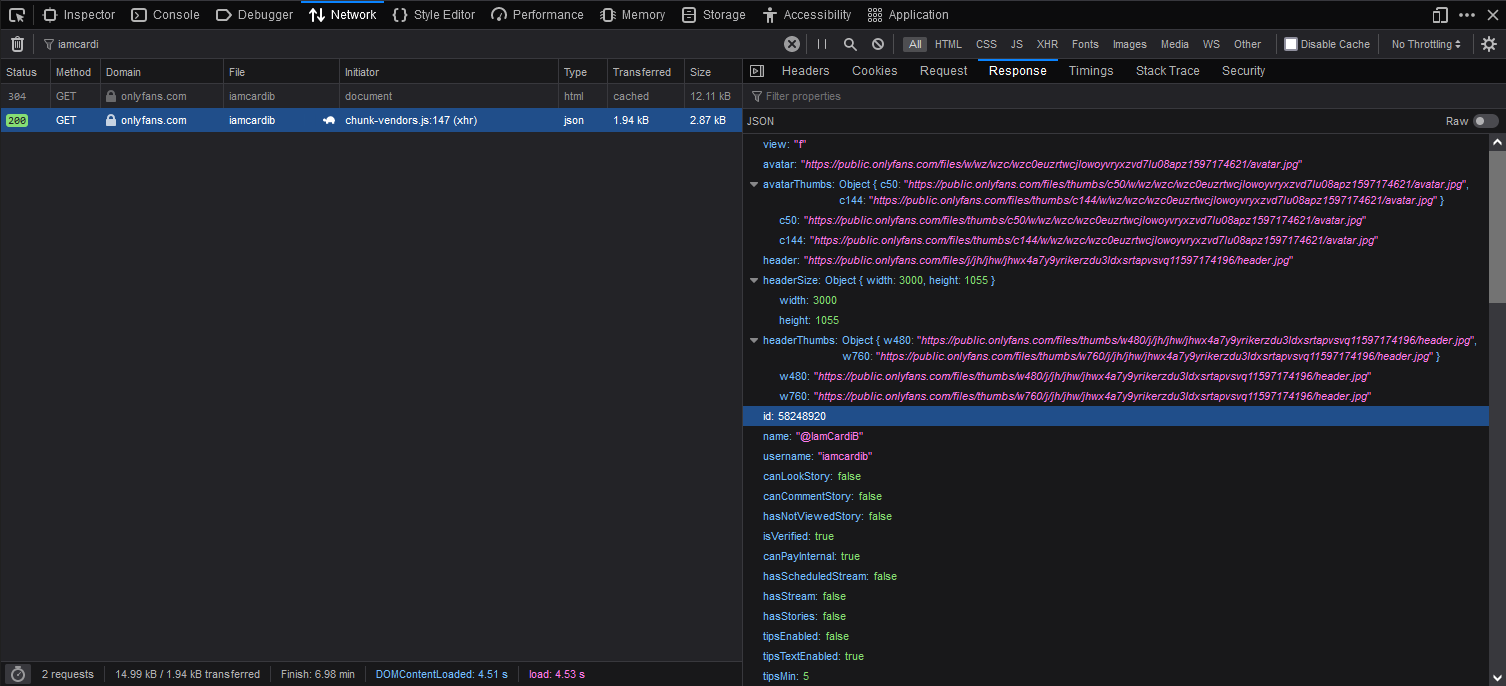 Inspector Console Debugger Network Style Editor Performance Memory Storage Accessibility Application
iamcardi All HTML CSS JS XHR Fonts Images Media WS Other Disable Cache No Throttling
Status Method Domain File Initiator Type Transferred Size
304 GET onlyfans.com iamcardib document html cached 12.11 kB
200 GET onlyfans.com iamcardib chunk-vendors.js:147 (xhr) json 1.94 kB 2.87 kB
Headers Cookies Request Response Timings Stack Trace Security
Filter properties
JSON Raw
view: "f"
avatar: "https://public.onlyfans.com/files/w/wz/wzc/wzc0euzrtwcjlowoyvryxzvd7lu08apz1597174621/avatar.jpg"
avatarThumbs: Object { c50: "https://public.onlyfans.com/files/thumbs/c50/w/wz/wzc/wzc0euzrtwcjlowoyvryxzvd7lu08apz1597174621/avatar.jpg",
c144: "https://public.onlyfans.com/files/thumbs/c144/w/wz/wzc/wzc0euzrtwcjlowoyvryxzvd7lu08apz1597174621/avatar.jpg" }
c50: "https://public.onlyfans.com/files/thumbs/c50/w/wz/wzc/wzc0euzrtwcjlowoyvryxzvd7lu08apz1597174621/avatar.jpg"
c144: "https://public.onlyfans.com/files/thumbs/c144/w/wz/wzc/wzc0euzrtwcjlowoyvryxzvd7lu08apz1597174621/avatar.jpg"
header: "https://public.onlyfans.com/files/j/jh/jhw/jhwx4a7y9yrikerzdu3ldxsrtapvsvq11597174196/header.jpg"
headerSize: Object { width: 3000, height: 1055 }
width: 3000
height: 1055
headerThumbs: Object { w480: "https://public.onlyfans.com/files/thumbs/w480/j/jh/jhw/jhwx4a7y9yrikerzdu3ldxsrtapvsvq11597174196/header.jpg",
w760: "https://public.onlyfans.com/files/thumbs/w760/j/jh/jhw/jhwx4a7y9yrikerzdu3ldxsrtapvsvq11597174196/header.jpg" }
w480: "https://public.onlyfans.com/files/thumbs/w480/j/jh/jhw/jhwx4a7y9yrikerzdu3ldxsrtapvsvq11597174196/header.jpg"
w760: "https://public.onlyfans.com/files/thumbs/w760/j/jh/jhw/jhwx4a7y9yrikerzdu3ldxsrtapvsvq11597174196/header.jpg"
id: 58248920
name: "@IamCardiB"
username: "iamcardib"
canLookStory: false
canCommentStory: false
hasNotViewedStory: false
isVerified: true
canPayInternal: true
hasScheduledStream: false
hasStream: false
hasStories: false
tipsEnabled: false
tipsTextEnabled: true
tipsMin: 5
2 requests 14.99 kB / 1.94 kB transferred Finish: 6.98 min DOMContentLoaded: 4.51 s load: 4.53 s